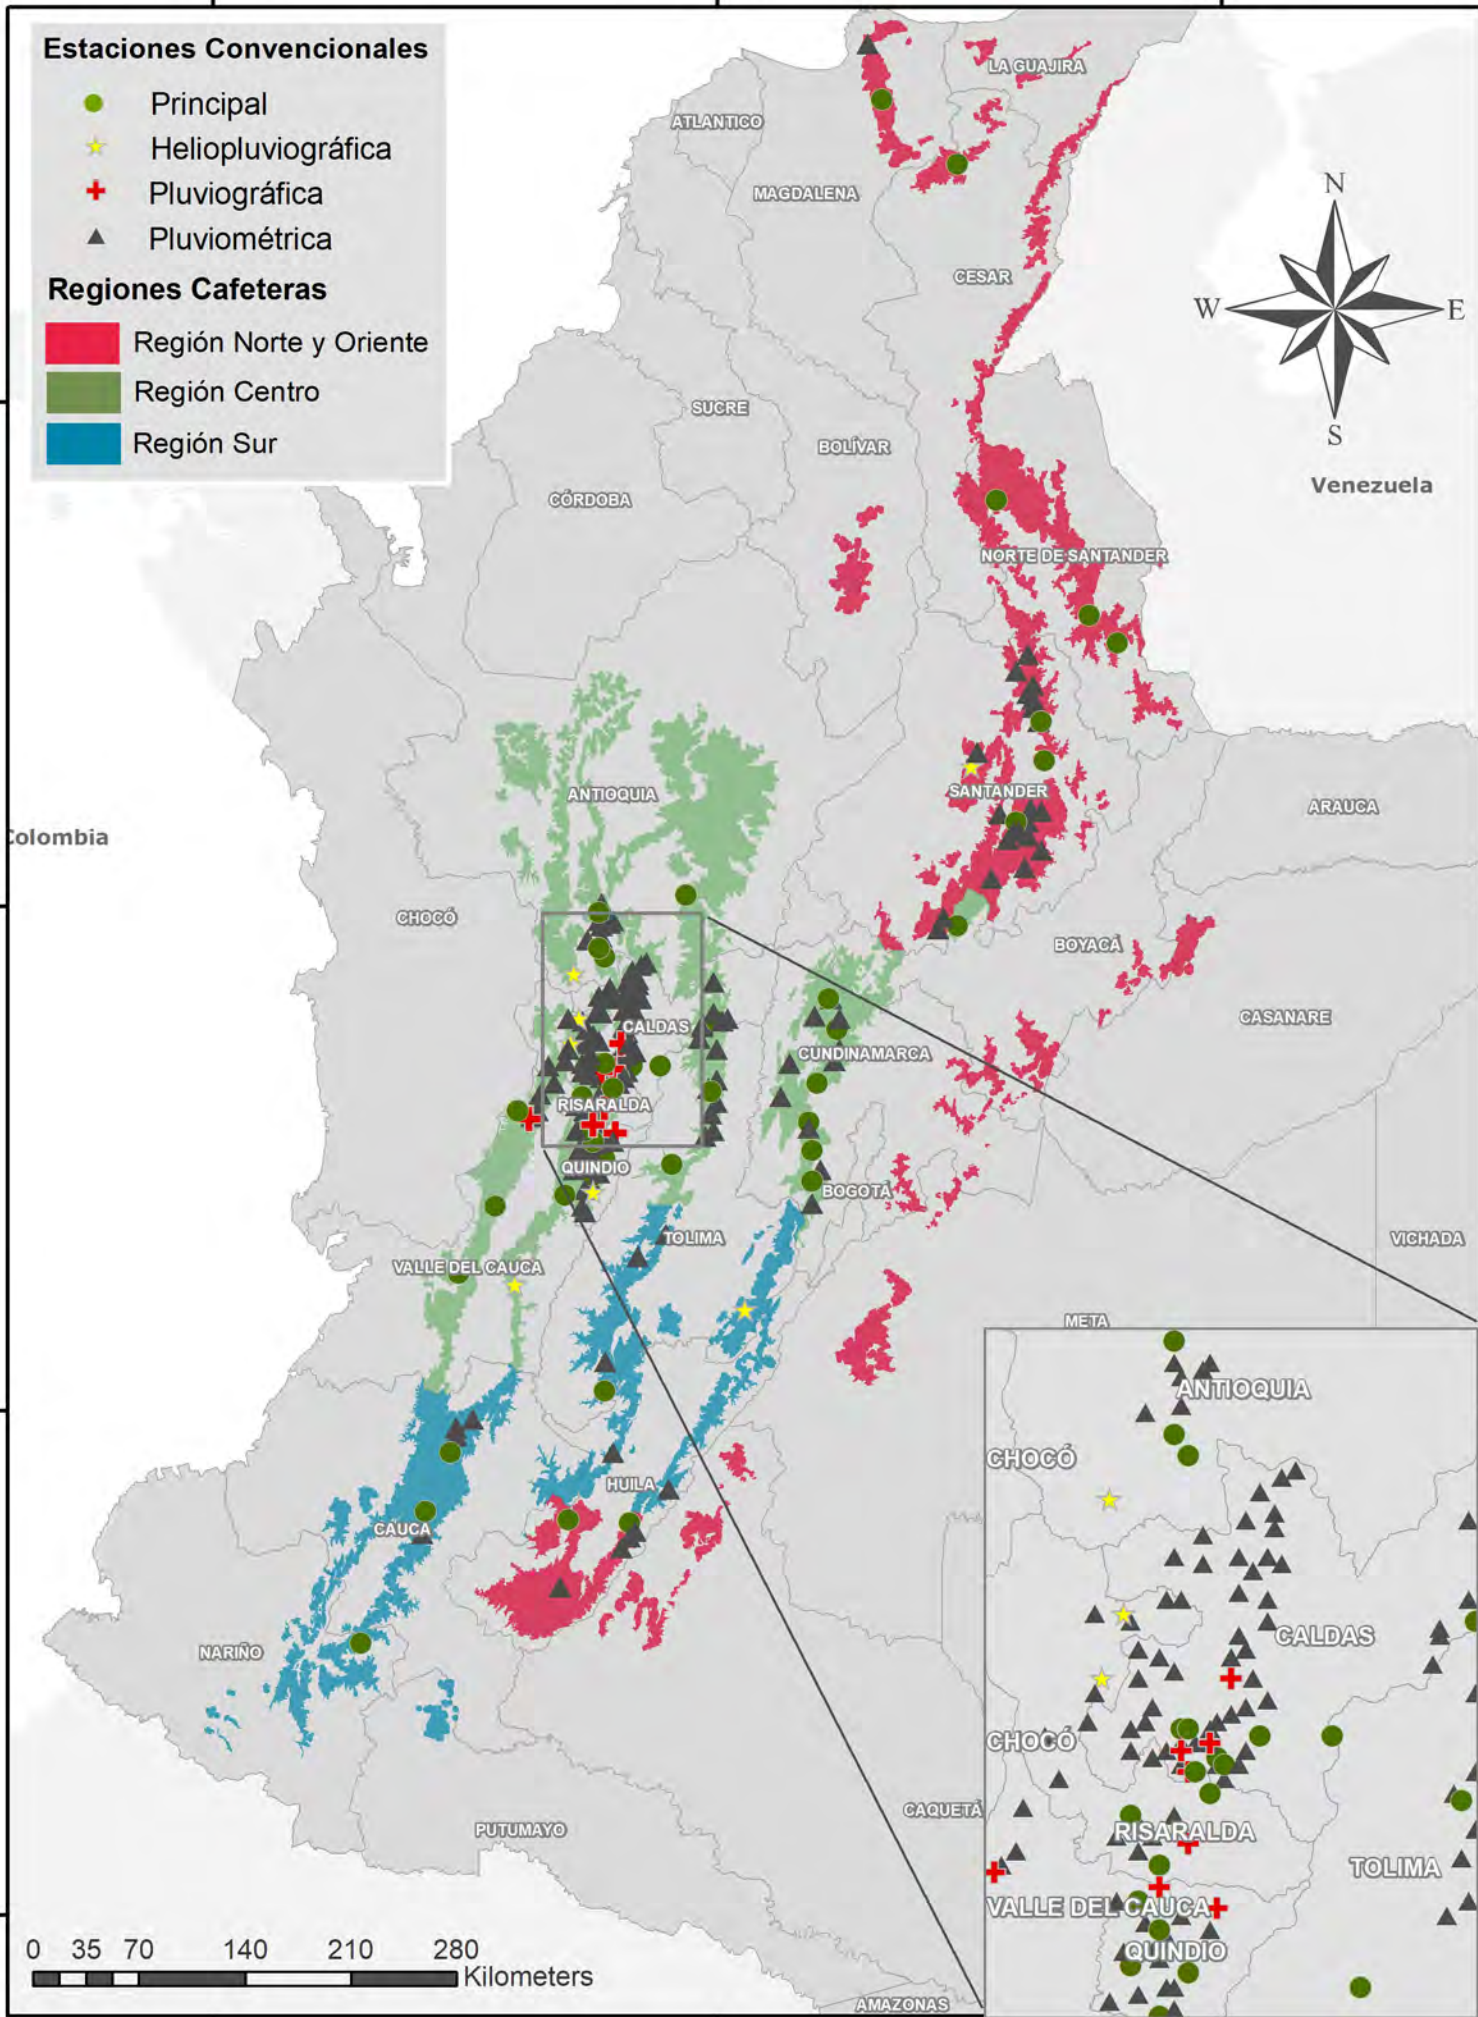 Estaciones Convencionales
Principal
Heliopluviográfica
Pluviográfica
Pluviométrica
Regiones Cafeteras
Región Norte y Oriente
Región Centro
Región Sur
LA GUAJIRA
ATLANTICO
MAGDALENA
N
CESAR
W
E
S
SUCRE
BOLÍVAR
Venezuela
CÓRDOBA
NORTE DE SANTANDER
SANTANDER
ANTIOQUIA
ARAUCA
Colombia
CHOCÓ
BOYACÁ
CASANARE
CALDAS
CUNDINAMARCA
RISARALDA
QUINDIO
BOGOTÁ
TOLIMA
VICHADA
VALLE DEL CAUCA
META
HUILA
CAUCA
NARIÑO
CAQUETÁ
PUTUMAYO
AMAZONAS
ANTIOQUIA
CHOCÓ
CALDAS
CHOCÓ
RISARALDA
TOLIMA
VALLE DEL CAUCA
QUINDIO
0 35 70 140 210 280
Kilometers